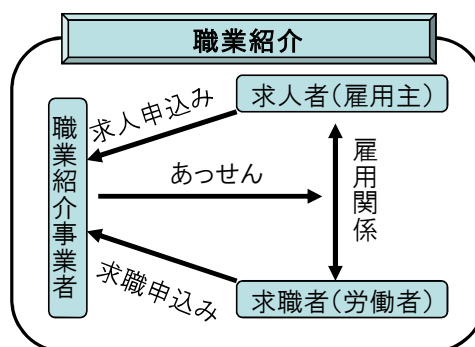 職業紹介
求人者（雇用主）
求人申込み
職業紹介事業者
あっせん
雇用関係
求職申込み
求職者（労働者）